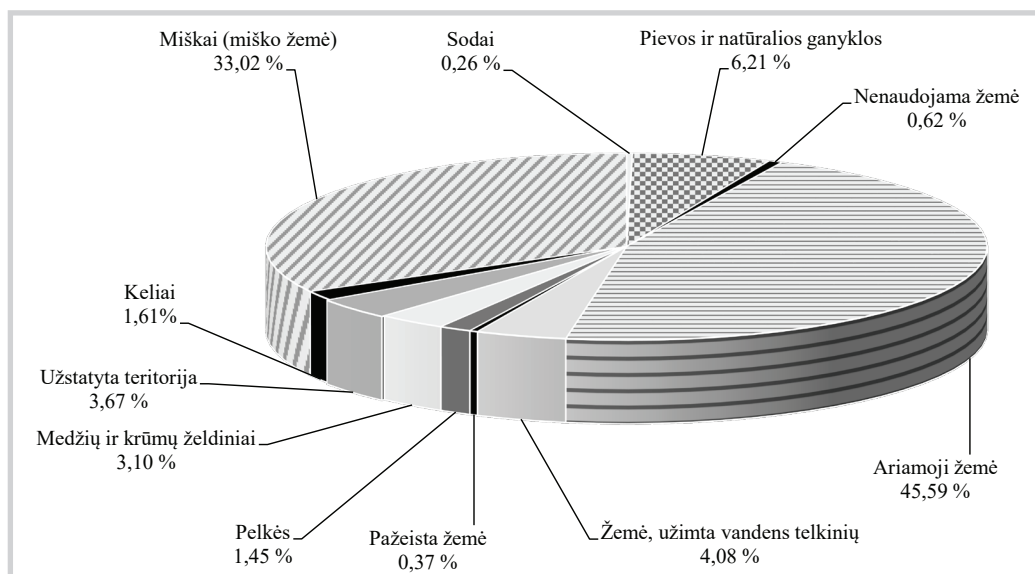 Miškai (miško žemė)
33,02 %
Sodai
0,26 %
Pievos ir natūralios ganyklos
6,21 %
Nenaudojama žemė
0,62 %
Keliai
1,61%
Užstatyta teritorija
3,67 %
Medžių ir krūmų želdiniai
3,10 %
Pelkės
1,45 %
Pažeista žemė
0,37 %
Žemė, užimta vandens telkinių
4,08 %
Ariamoji žemė
45,59 %